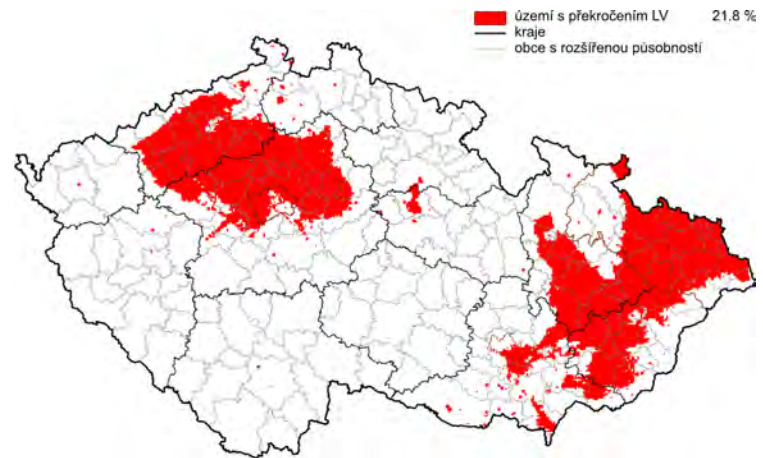 území s překročením LV 21.8 %
kraje
obce s rozšířenou působností